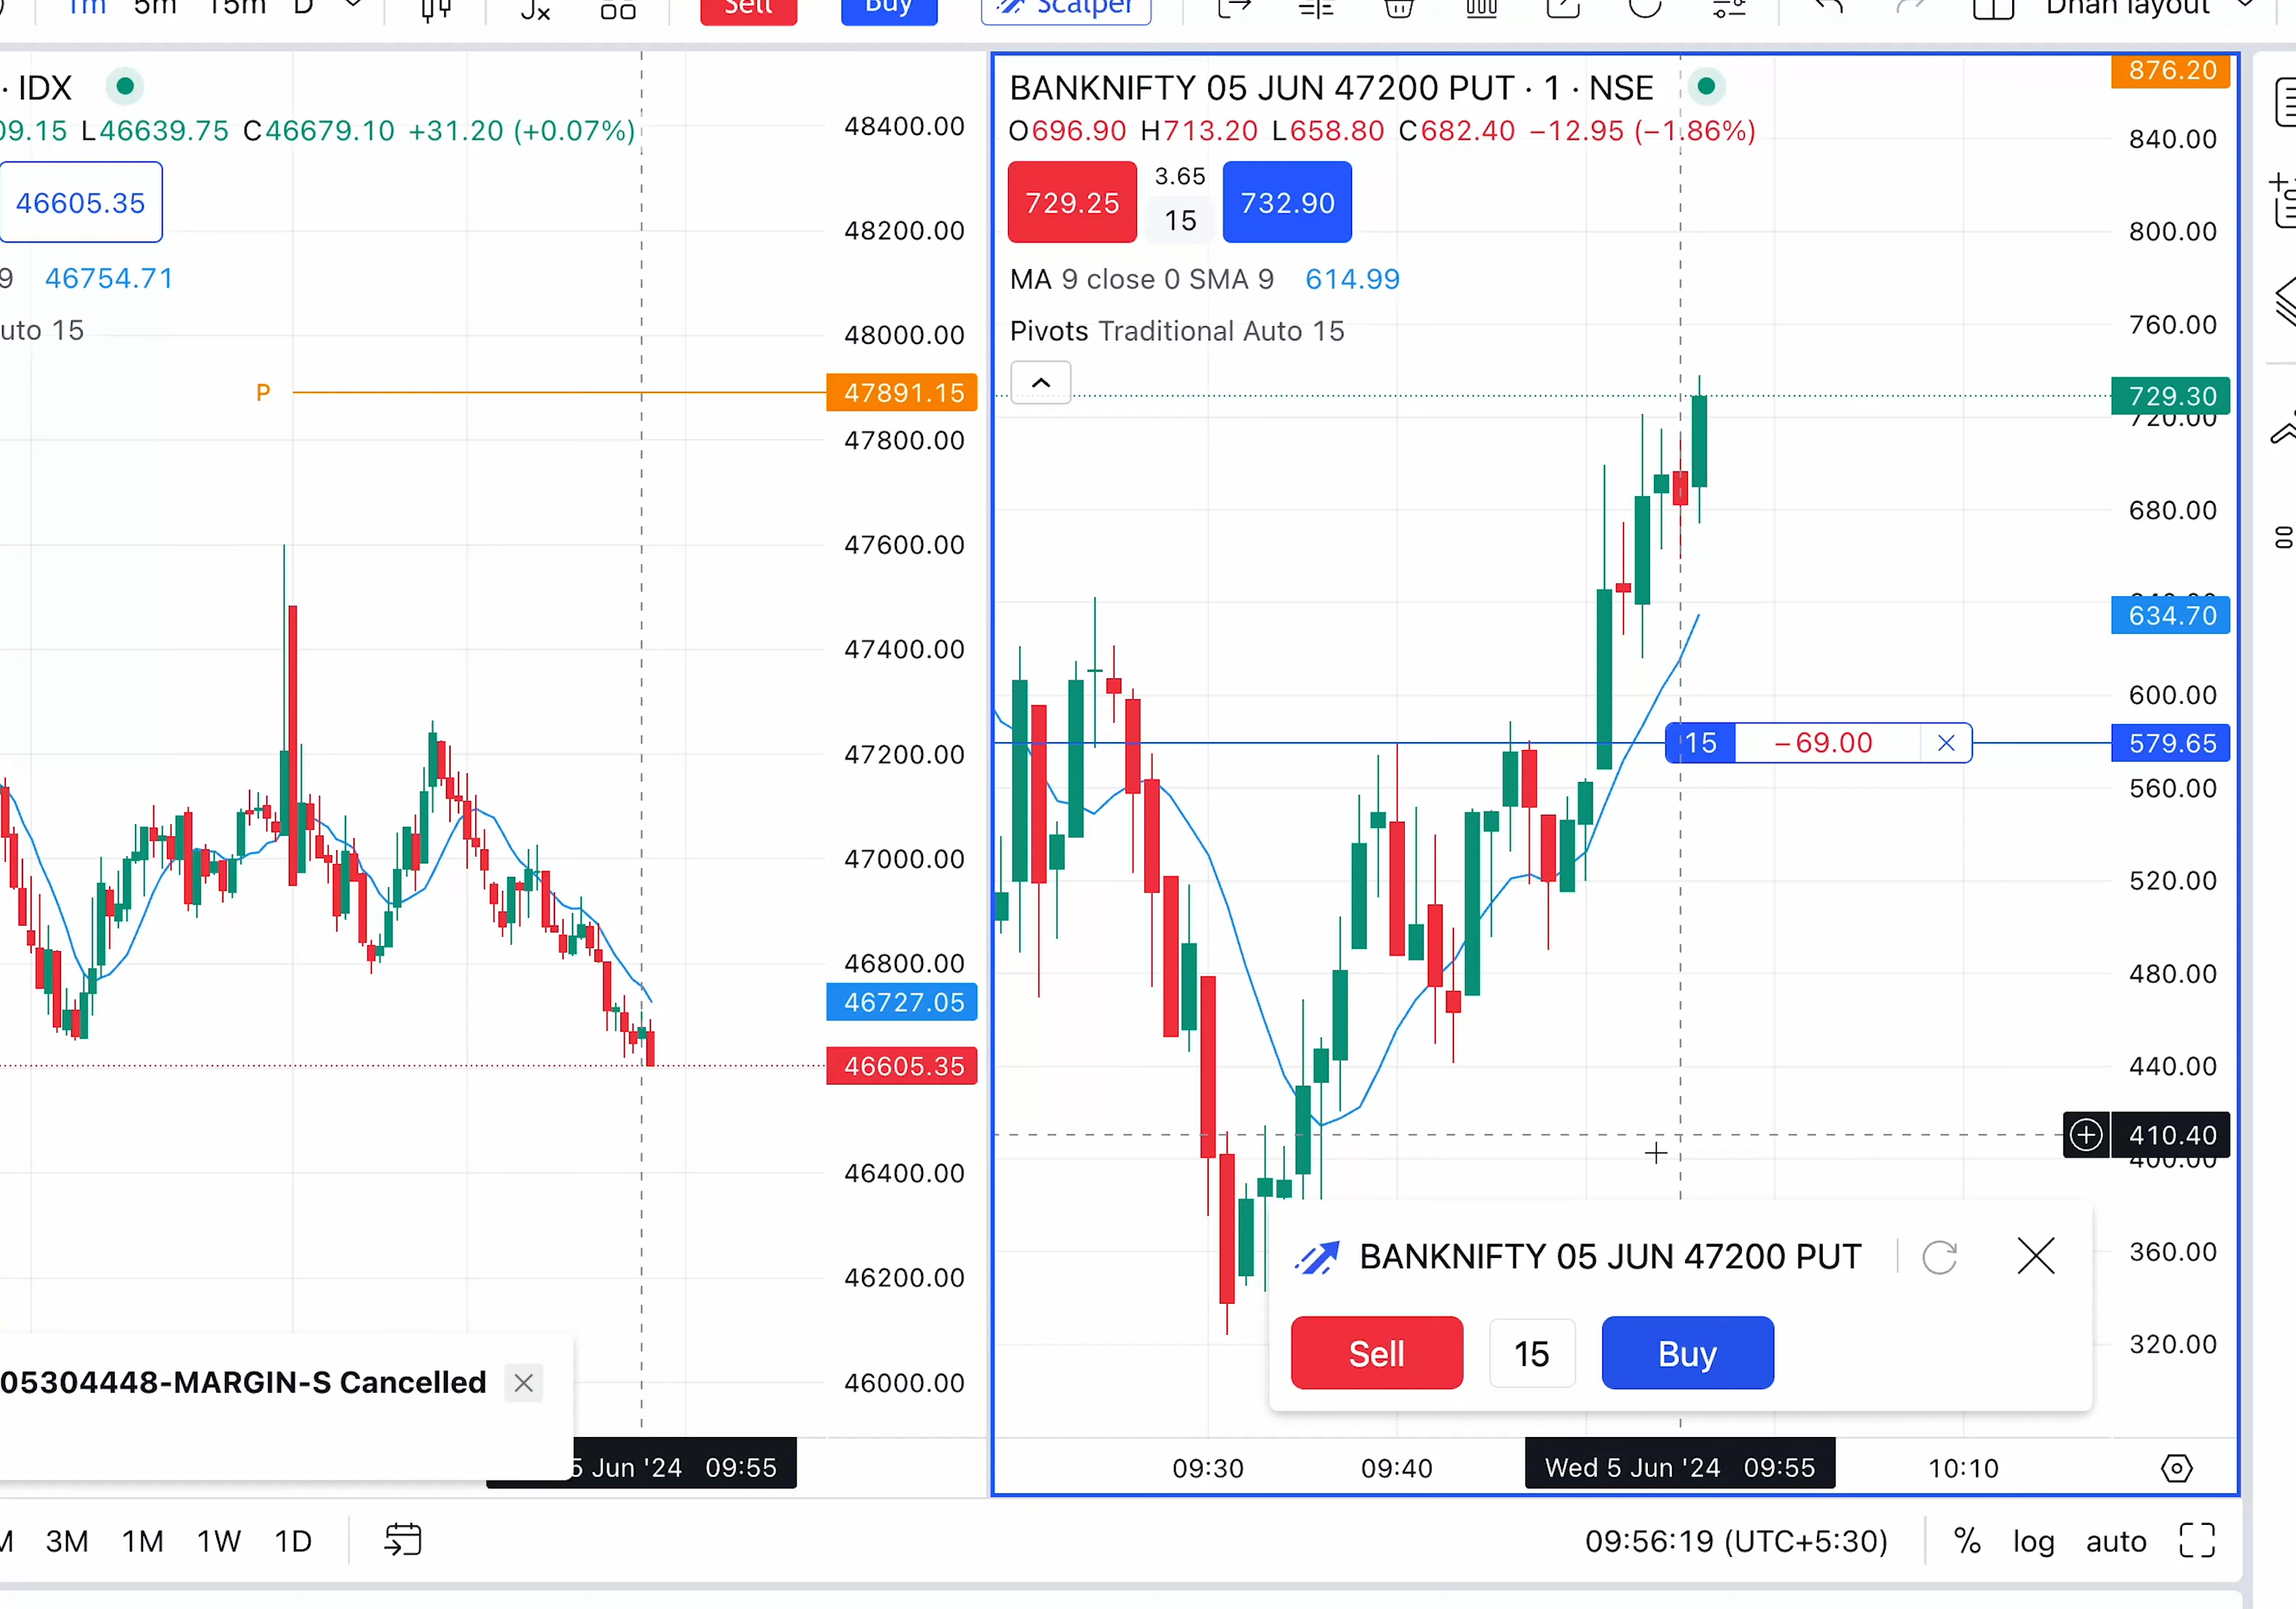 1m 5m 15m D Sell Buy Scalper Dhan layout
· IDX
09.15 L46639.75 C46679.10 +31.20 (+0.07%)
46605.35
9 46754.71
uto 15
P
48400.00
48200.00
48000.00
47891.15
47800.00
47600.00
47400.00
47200.00
47000.00
46800.00
46727.05
46605.35
46400.00
46200.00
46000.00
05304448-MARGIN-S Cancelled
5 Jun '24 09:55
BANKNIFTY 05 JUN 47200 PUT · 1 · NSE
O696.90 H713.20 L658.80 C682.40 −12.95 (−1.86%)
729.25 3.65 15 732.90
MA 9 close 0 SMA 9 614.99
Pivots Traditional Auto 15
876.20
840.00
800.00
760.00
729.30
720.00
680.00
634.70
600.00
15 −69.00
579.65
560.00
520.00
480.00
440.00
410.40
400.00
360.00
320.00
BANKNIFTY 05 JUN 47200 PUT
Sell 15 Buy
09:30 09:40 Wed 5 Jun '24 09:55 10:10
3M 1M 1W 1D
09:56:19 (UTC+5:30) % log auto